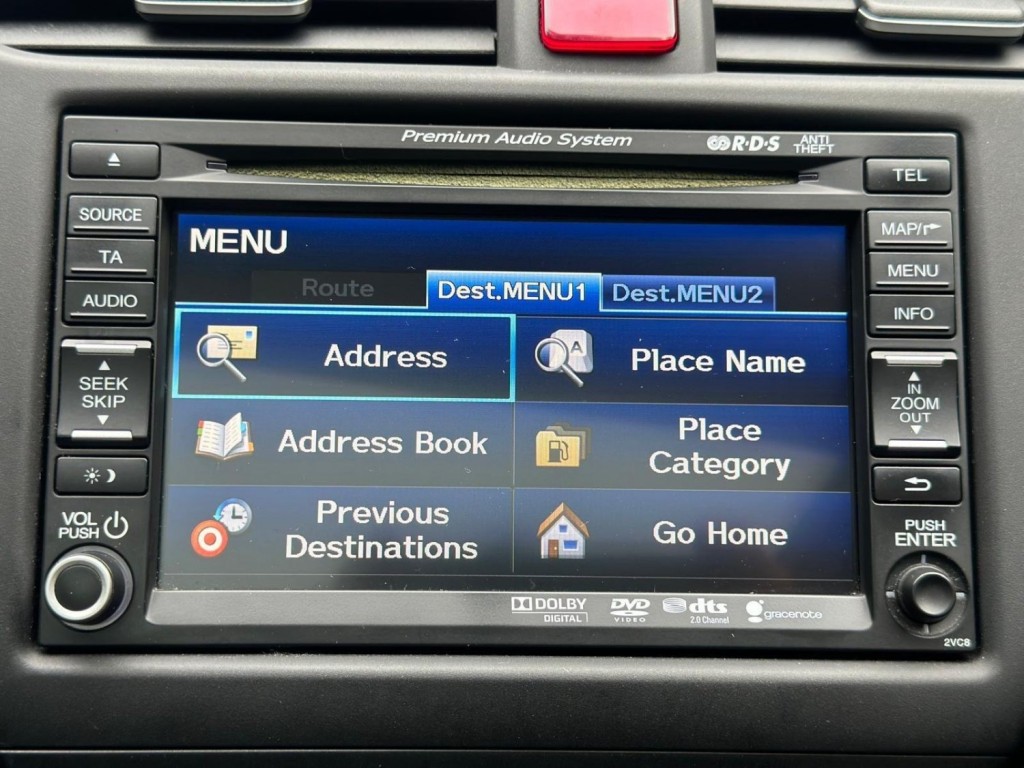 Premium Audio System
R·D·S
ANTI
THEFT
TEL
SOURCE
TA
AUDIO
SEEK
SKIP
VOL
PUSH
MAP/
MENU
INFO
IN
ZOOM
OUT
PUSH
ENTER
MENU
Route
Dest.MENU1
Dest.MENU2
Address
A
Place Name
Address Book
Place
Category
Previous
Destinations
Go Home
DOLBY
DIGITAL
DVD
VIDEO
dts
2.0 Channel
gracenote
2VC8